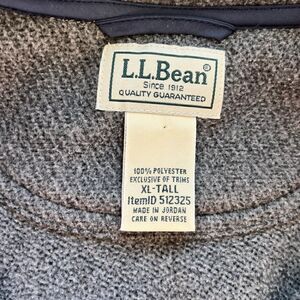 L.L.Bean®
Since 1912
QUALITY GUARANTEED
100% POLYESTER
EXCLUSIVE OF TRIMS
XL-TALL
ItemID 512325
MADE IN JORDAN
CARE ON REVERSE